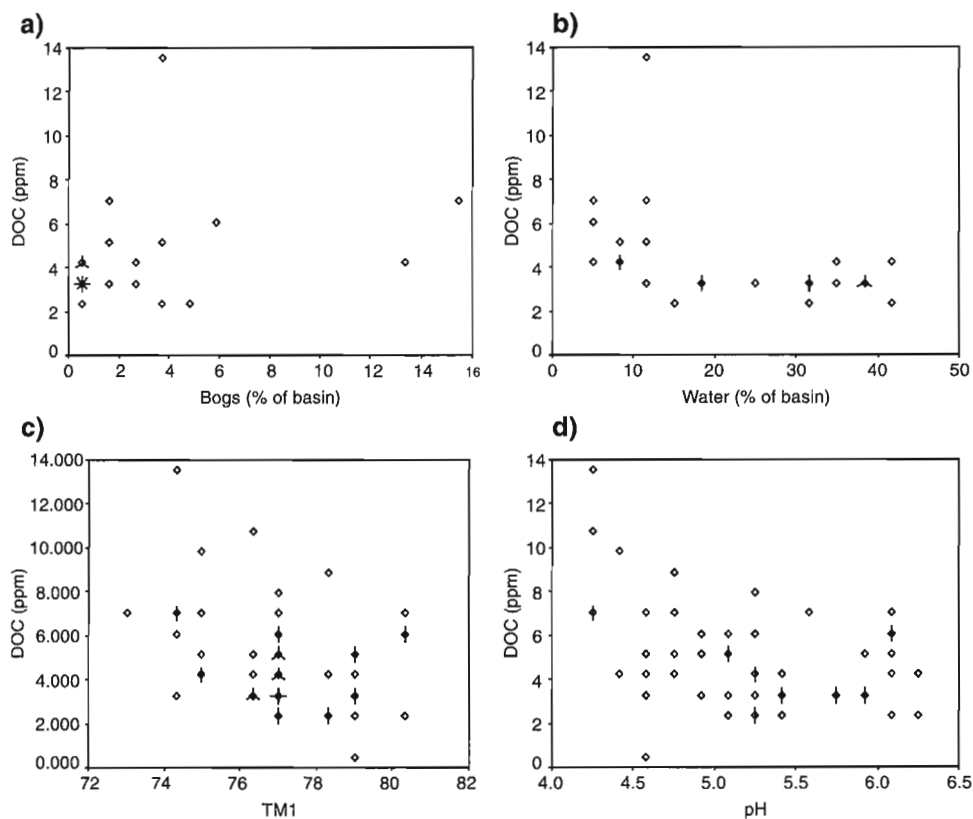 a)
14
12
10
8
6
4
2
0
DOC (ppm)
0 2 4 6 8 10 12 14 16
Bogs (% of basin)
b)
14
12
10
8
6
4
2
0
DOC (ppm)
0 10 20 30 40 50
Water (% of basin)
c)
14.000
12.000
10.000
8.000
6.000
4.000
2.000
0.000
DOC (ppm)
72 74 76 78 80 82
TM1
d)
14
12
10
8
6
4
2
0
DOC (ppm)
4.0 4.5 5.0 5.5 6.0 6.5
pH